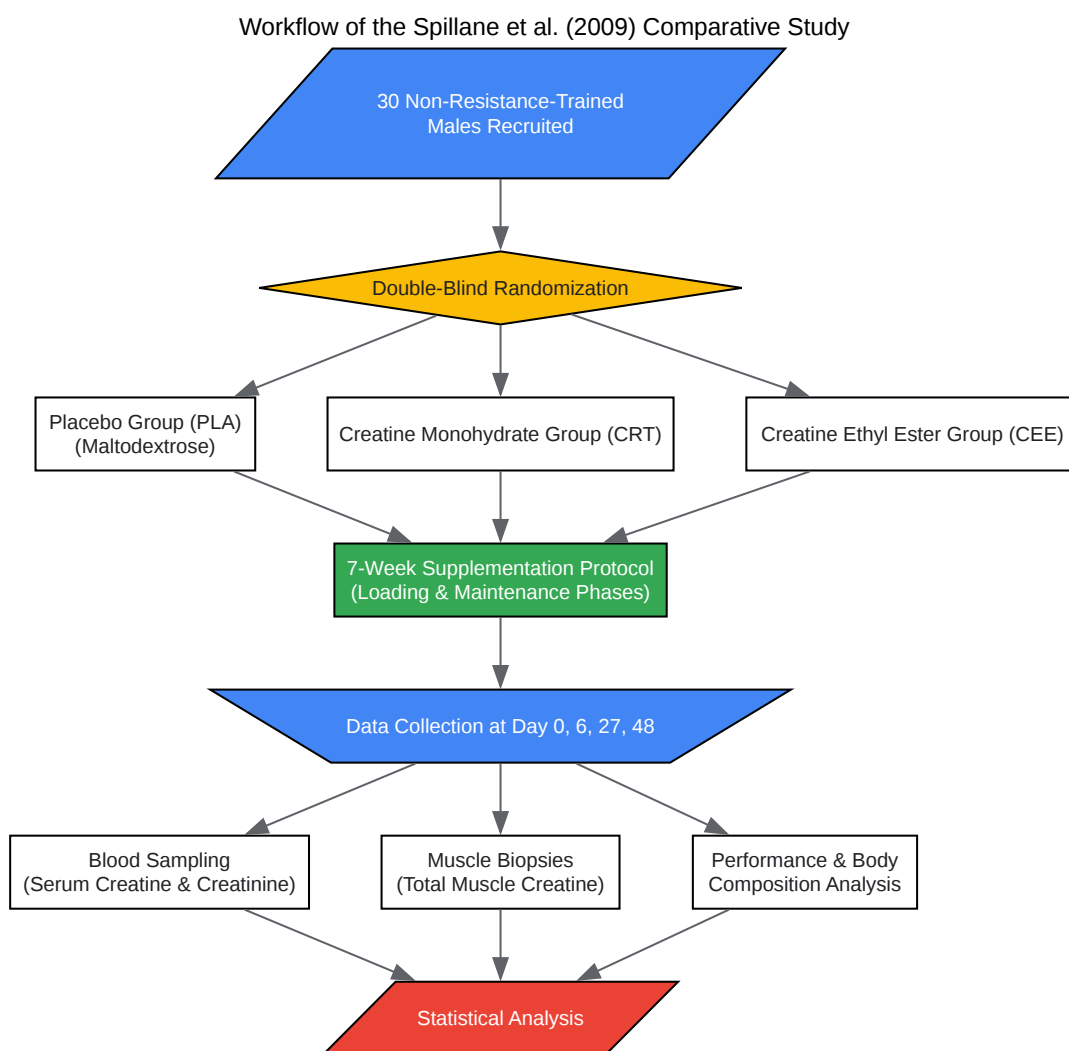 Workflow of the Spillane et al. (2009) Comparative Study
30 Non-Resistance-Trained
Males Recruited
Double-Blind Randomization
Placebo Group (PLA)
(Maltodextrose)
Creatine Monohydrate Group (CRT)
Creatine Ethyl Ester Group (CEE)
7-Week Supplementation Protocol
(Loading & Maintenance Phases)
Data Collection at Day 0, 6, 27, 48
Blood Sampling
(Serum Creatine & Creatinine)
Muscle Biopsies
(Total Muscle Creatine)
Performance & Body
Composition Analysis
Statistical Analysis